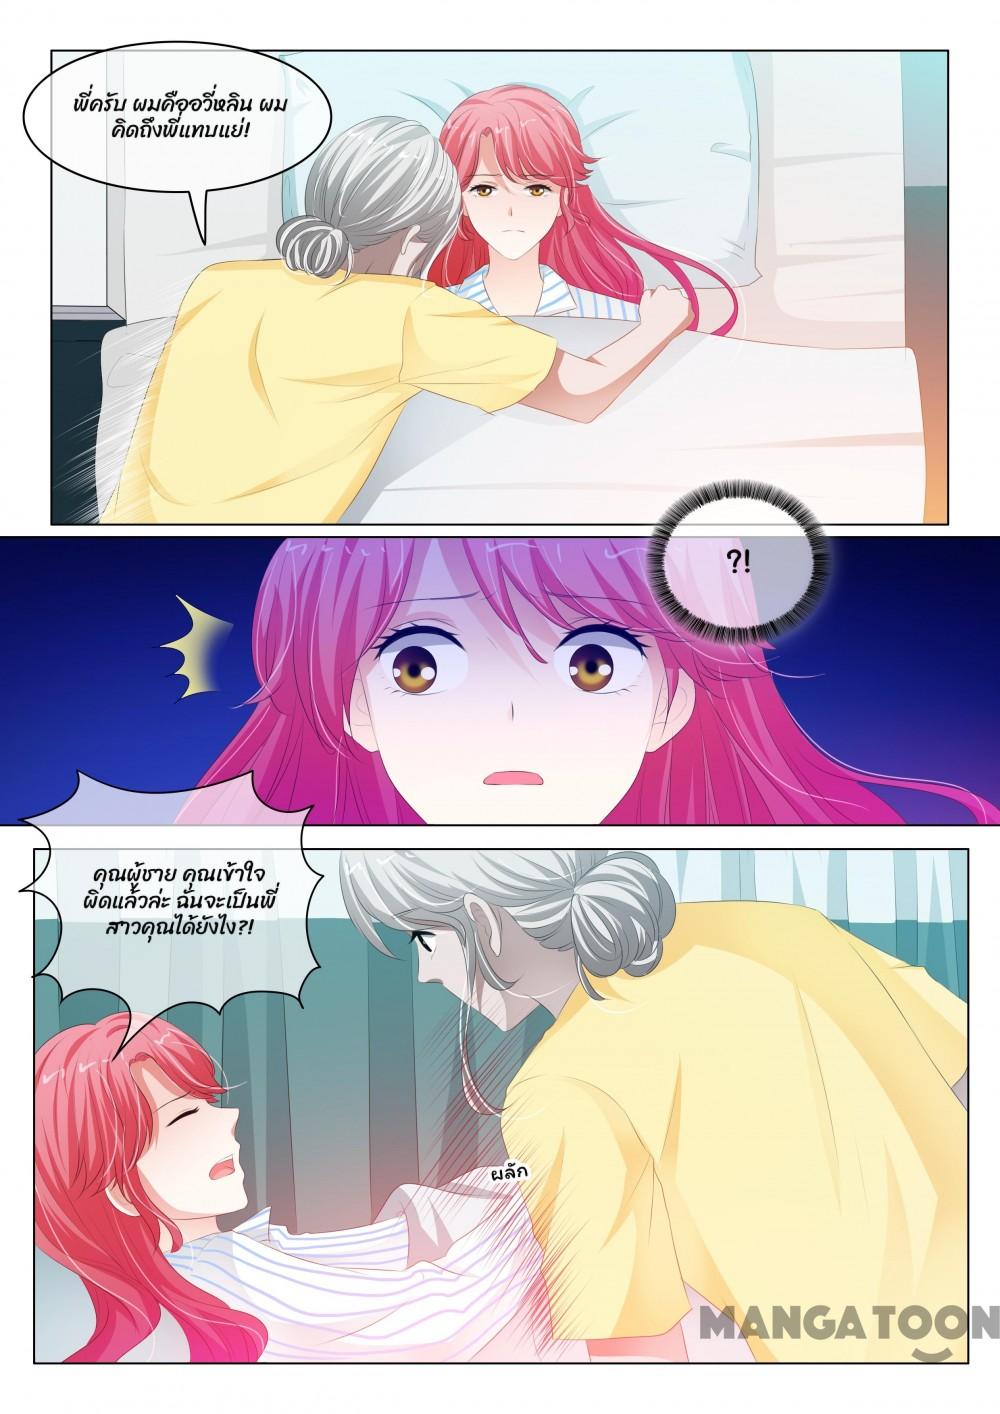 พี่ครับ ผมคืออวี่หลิน ผม
คิดถึงพี่แทบแย่!
?!
คุณผู้ชาย คุณเข้าใจ
ผิดแล้วล่ะ ฉันจะเป็นพี่
สาวคุณได้ยังไง?!
ผลัก
MANGATOON